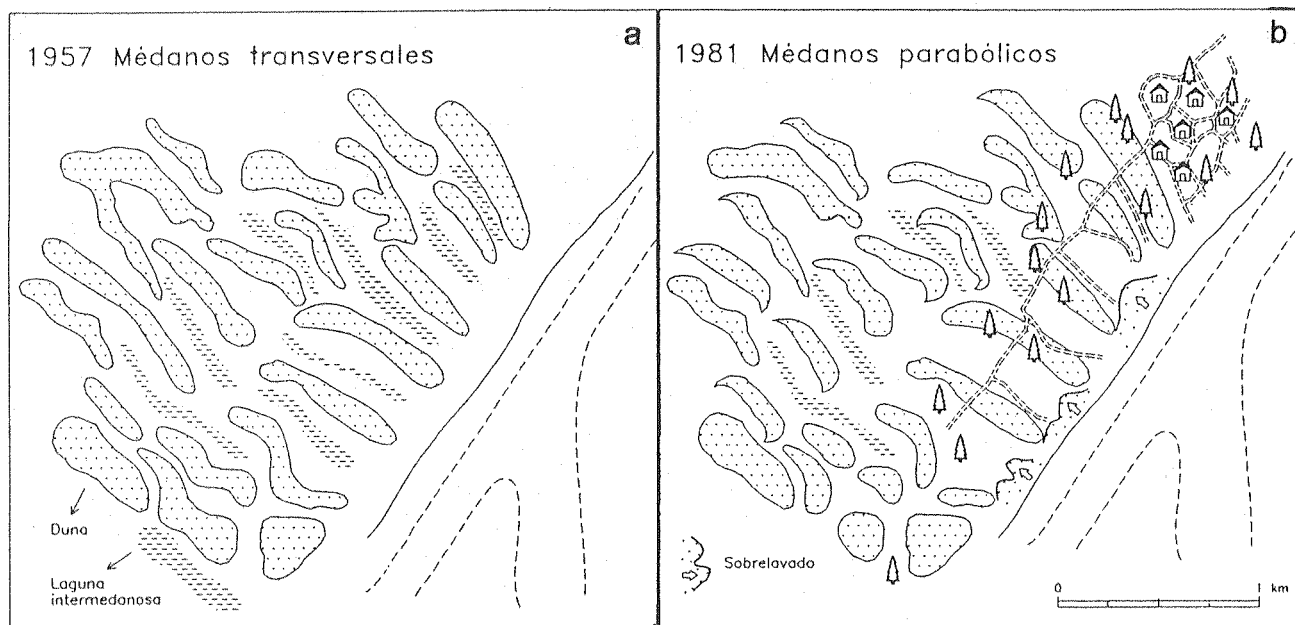 a
1957 Médanos transversales
Duna
Laguna
intermedanosa
b
1981 Médanos parabólicos
Sobrelavado
0 1 km